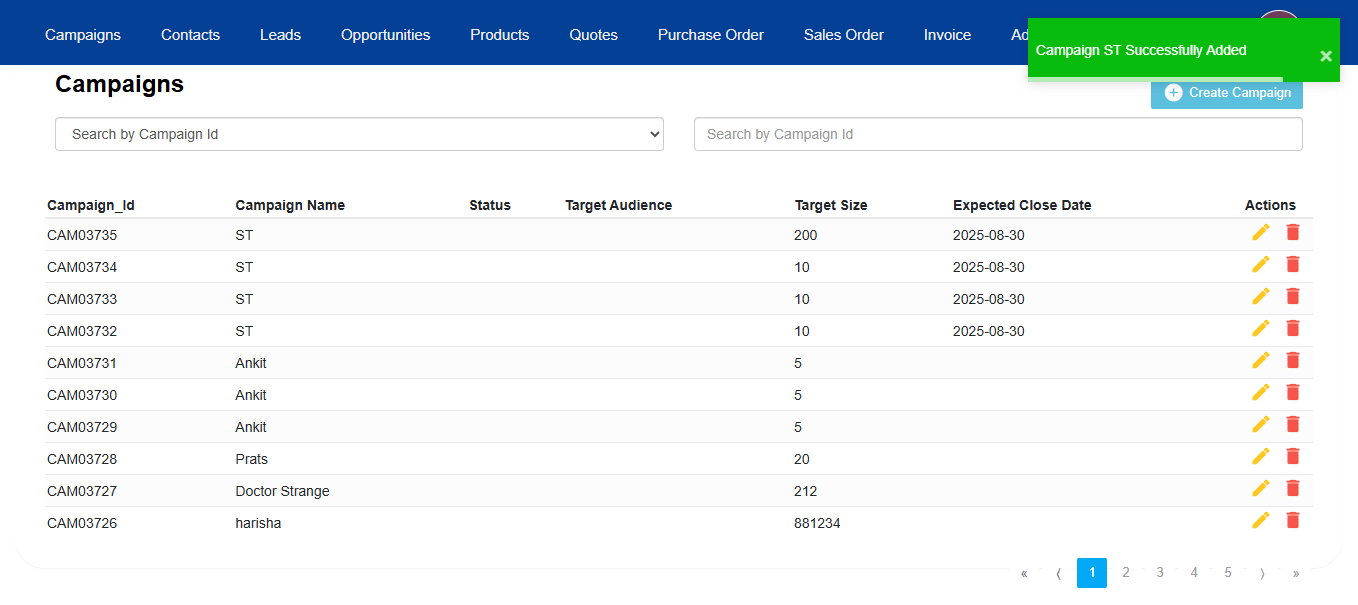 Campaigns Contacts Leads Opportunities Products Quotes Purchase Order Sales Order Invoice
Campaign ST Successfully Added ×
Campaigns
Create Campaign
Search by Campaign Id Search by Campaign Id
Campaign_Id Campaign Name Status Target Audience Target Size Expected Close Date Actions
CAM03735 ST 200 2025-08-30
CAM03734 ST 10 2025-08-30
CAM03733 ST 10 2025-08-30
CAM03732 ST 10 2025-08-30
CAM03731 Ankit 5
CAM03730 Ankit 5
CAM03729 Ankit 5
CAM03728 Prats 20
CAM03727 Doctor Strange 212
CAM03726 harisha 881234
« ⟨ 1 2 3 4 5 ⟩ »